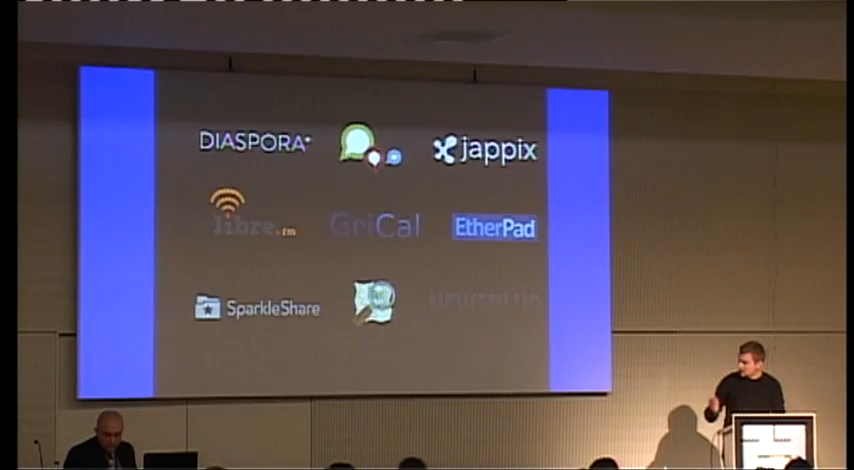 DIASPORA*
jappix
libre.fm
GriCal
EtherPad
SparkleShare